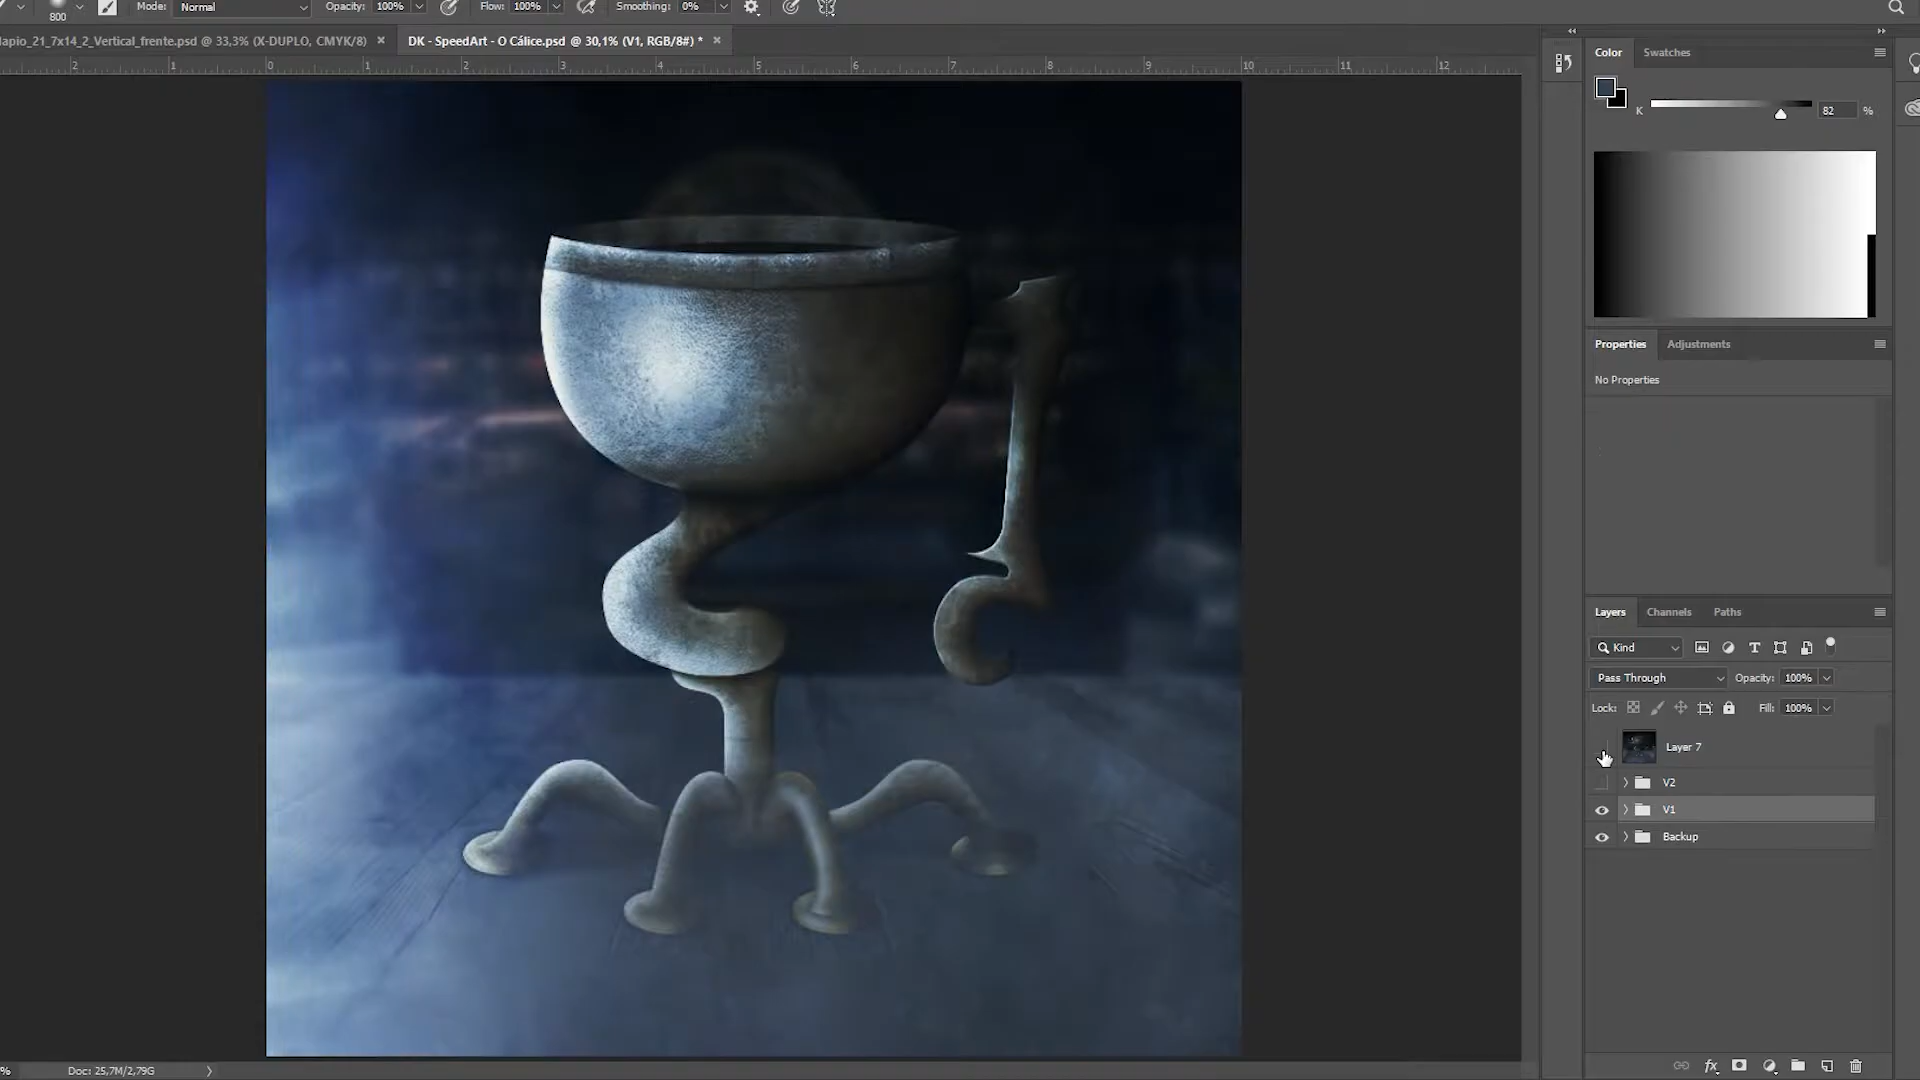 800
Mode: Normal Opacity: 100% Flow: 100% Smoothing: 0%
lapio_21_7x14_2_Vertical_frente.psd @ 33,3% (X-DUPLO, CMYK/8) ×
DK - SpeedArt - O Cálice.psd @ 30,1% (V1, RGB/8#) * ×
2 1 0 1 2 3 4 5 6 7 8 9 10 11 12
Color Swatches
K 82 %
Properties Adjustments
No Properties
Layers Channels Paths
Kind
Pass Through Opacity: 100%
Lock: Fill: 100%
Layer 7
V2
V1
Backup
% Doc: 25,7M/2,79G
fx